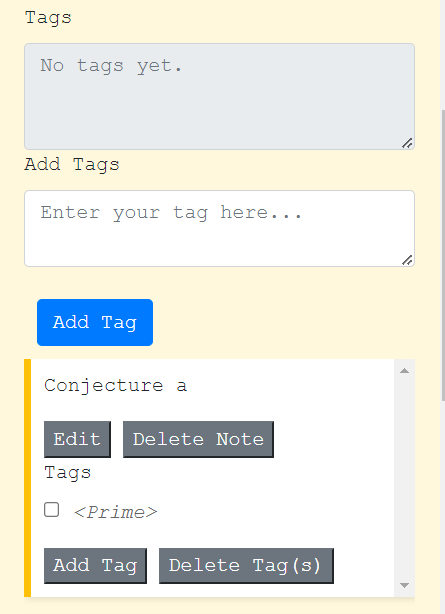 Tags
No tags yet.
Add Tags
Enter your tag here...
Add Tag
Conjecture a
Edit Delete Note
Tags
<Prime>
Add Tag Delete Tag(s)